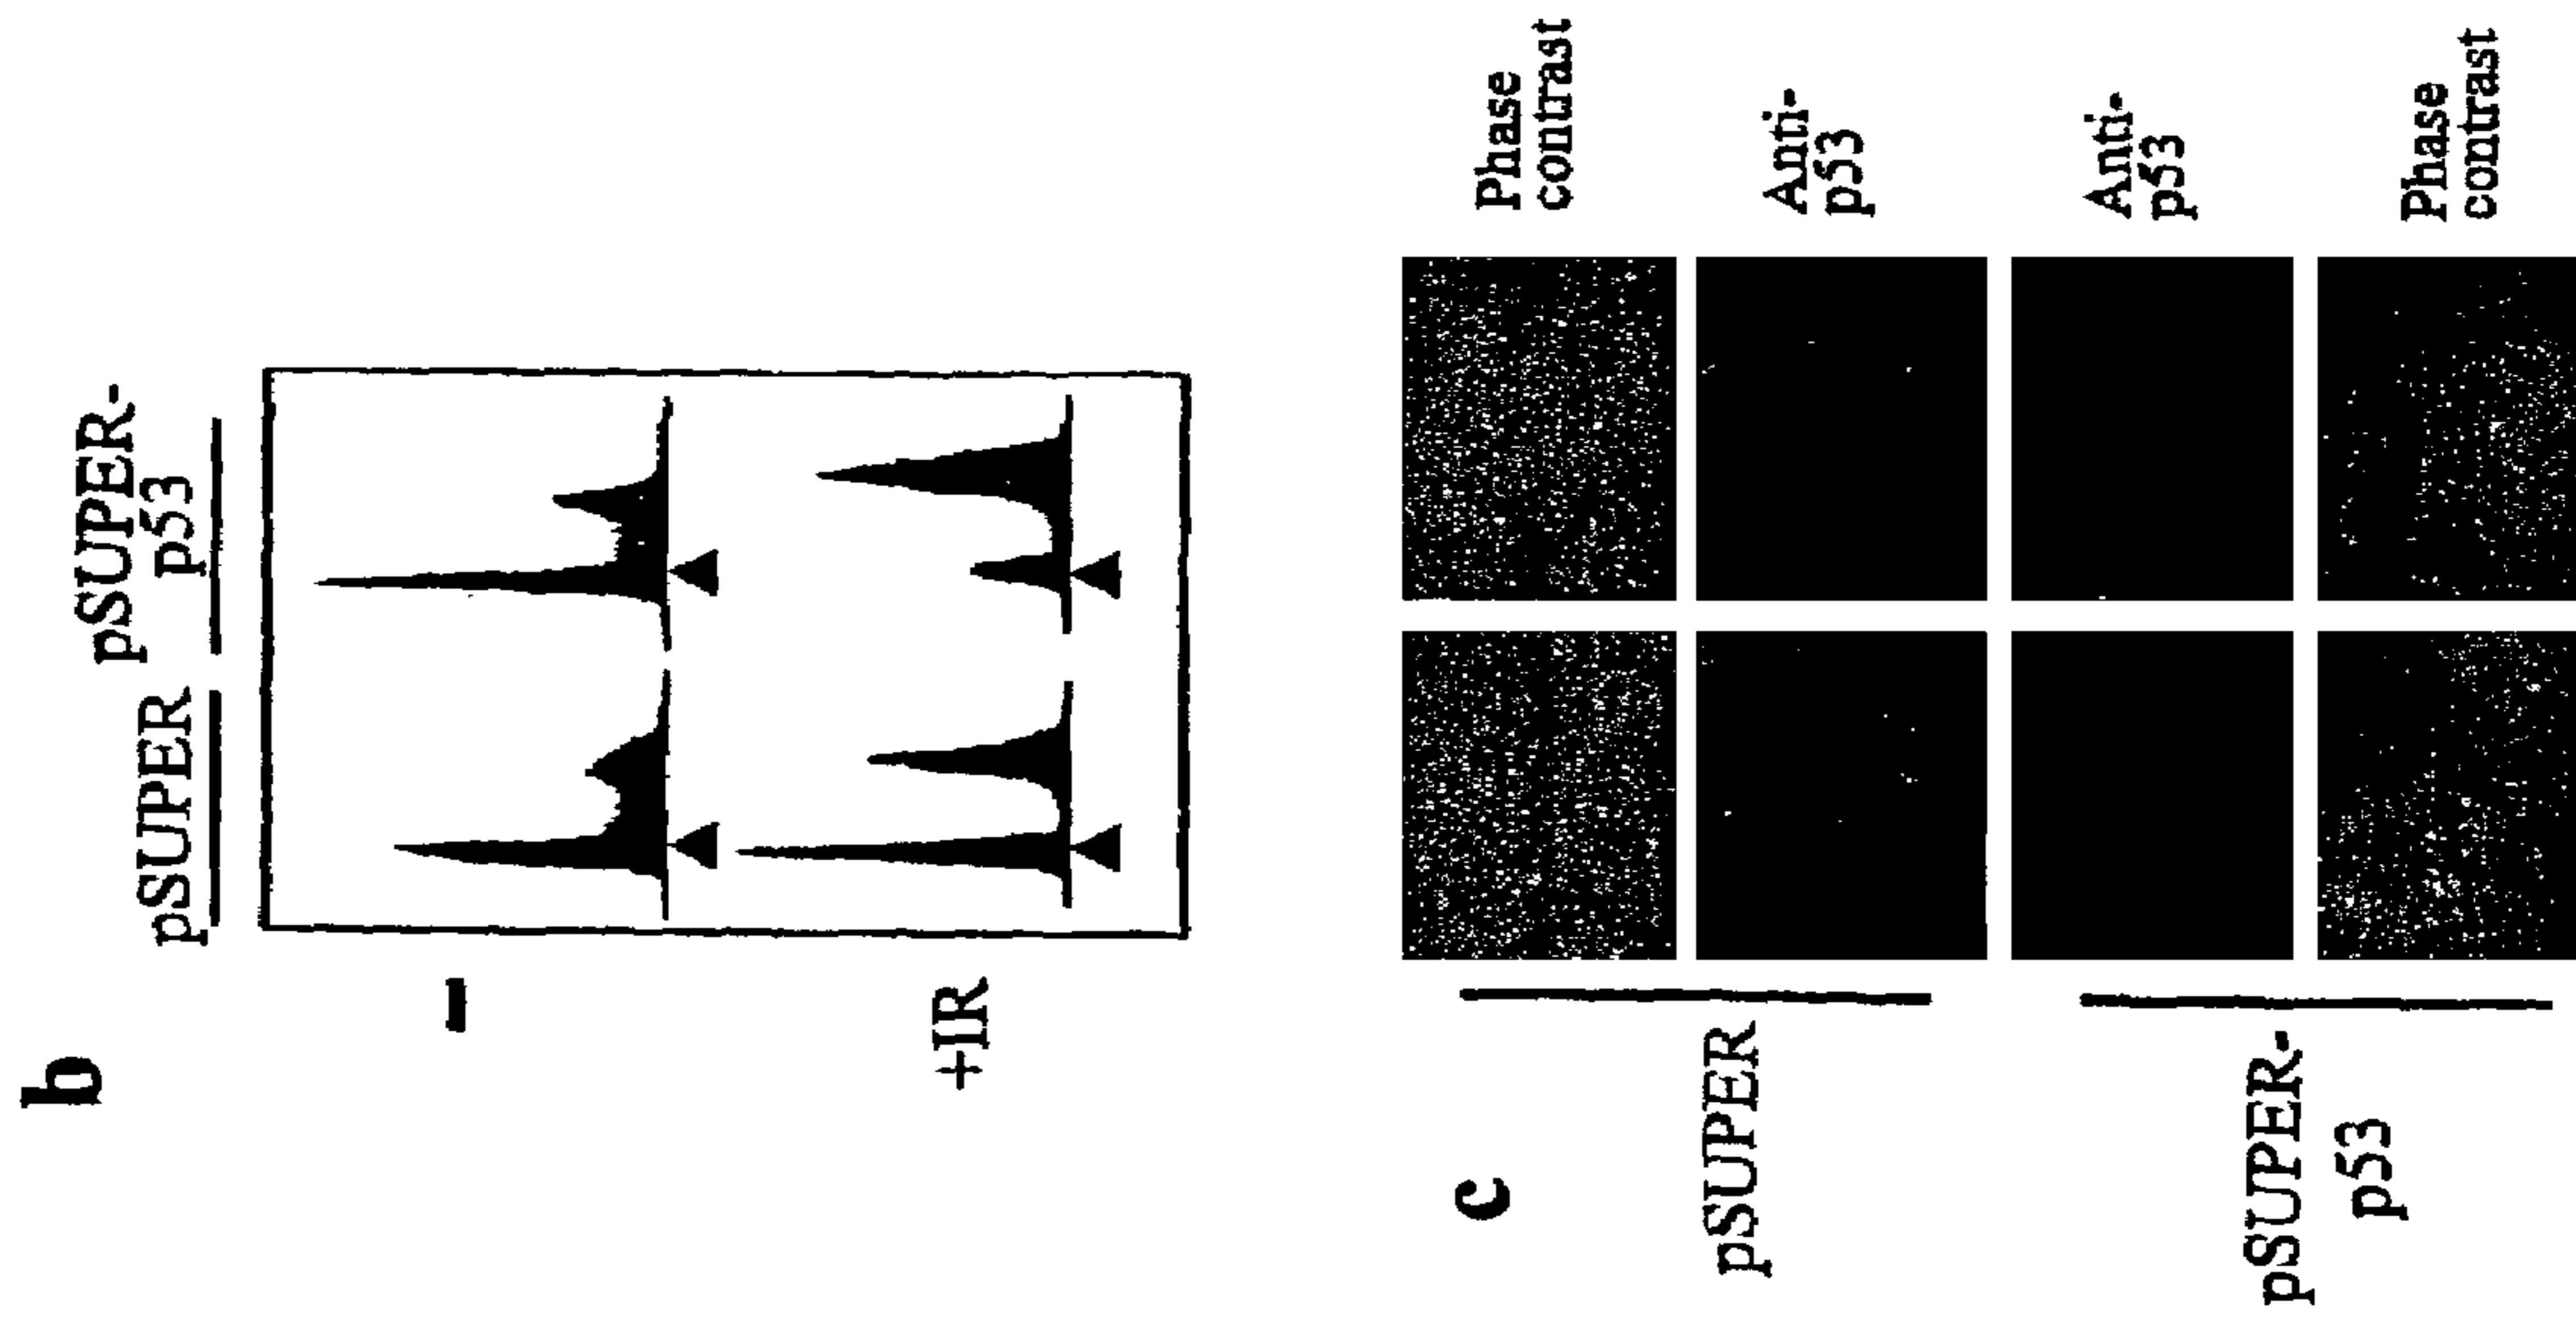 b
pSUPER
pSUPER-
p53
-
+IR
c
pSUPER
Phase
contrast
Anti-
p53
pSUPER-
p53
Anti-
p53
Phase
contrast